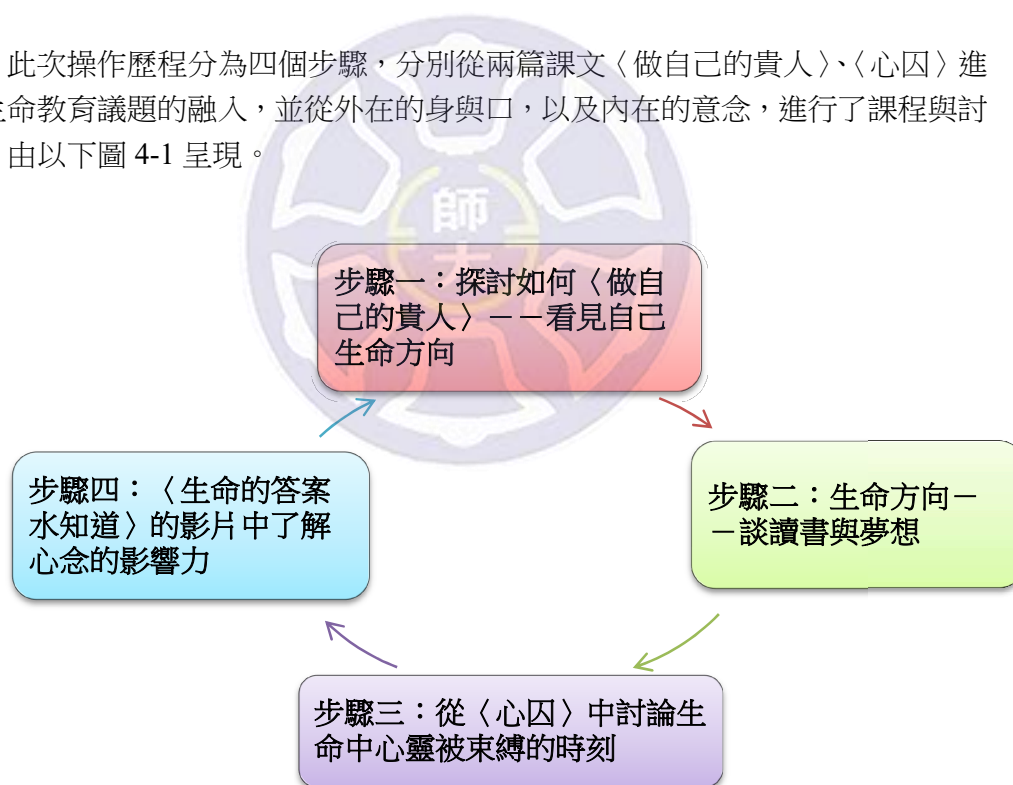 此次操作歷程分為四個步驟,分別從兩篇課文〈做自己的貴人〉、〈心囚〉進
生命教育議題的融入,並從外在的身與口,以及內在的意念,進行了課程與討
由以下圖 4-1 呈現。
師
大
步驟一:探討如何〈做自
己的貴人〉--看見自己
生命方向
步驟二:生命方向-
-談讀書與夢想
步驟三:從〈心囚〉中討論生
命中心靈被束縛的時刻
步驟四:〈生命的答案
水知道〉的影片中了解
心念的影響力